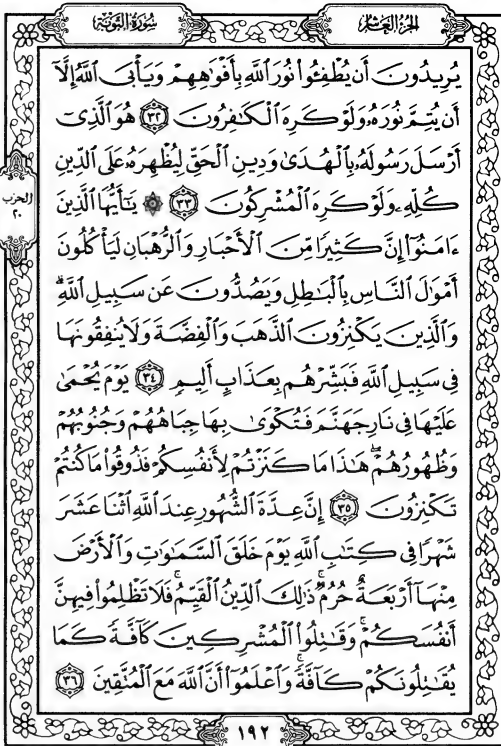 الجزء العاشر
سورة التوبة
يُرِيدُونَ أَن يُطْفِـُٔوا۟ نُورَ ٱللَّهِ بِأَفْوَٰهِهِمْ وَيَأْبَى ٱللَّهُ إِلَّآ
أَن يُتِمَّ نُورَهُۥ وَلَوْ كَرِهَ ٱلْكَـٰفِرُونَ ٣٢ هُوَ ٱلَّذِىٓ
أَرْسَلَ رَسُولَهُۥ بِٱلْهُدَىٰ وَدِينِ ٱلْحَقِّ لِيُظْهِرَهُۥ عَلَى ٱلدِّينِ
كُلِّهِۦ وَلَوْ كَرِهَ ٱلْمُشْرِكُونَ ٣٣ ۞ يَـٰٓأَيُّهَا ٱلَّذِينَ
ءَامَنُوٓا۟ إِنَّ كَثِيرًا مِّنَ ٱلْأَحْبَارِ وَٱلرُّهْبَانِ لَيَأْكُلُونَ
أَمْوَٰلَ ٱلنَّاسِ بِٱلْبَـٰطِلِ وَيَصُدُّونَ عَن سَبِيلِ ٱللَّهِ ۗ
وَٱلَّذِينَ يَكْنِزُونَ ٱلذَّهَبَ وَٱلْفِضَّةَ وَلَا يُنفِقُونَهَا
فِى سَبِيلِ ٱللَّهِ فَبَشِّرْهُم بِعَذَابٍ أَلِيمٍ ٣٤ يَوْمَ يُحْمَىٰ
عَلَيْهَا فِى نَارِ جَهَنَّمَ فَتُكْوَىٰ بِهَا جِبَاهُهُمْ وَجُنُوبُهُمْ
وَظُهُورُهُمْ ۖ هَـٰذَا مَا كَنَزْتُمْ لِأَنفُسِكُمْ فَذُوقُوا۟ مَا كُنتُمْ
تَكْنِزُونَ ٣٥ إِنَّ عِدَّةَ ٱلشُّهُورِ عِندَ ٱللَّهِ ٱثْنَا عَشَرَ
شَهْرًا فِى كِتَـٰبِ ٱللَّهِ يَوْمَ خَلَقَ ٱلسَّمَـٰوَٰتِ وَٱلْأَرْضَ
مِنْهَآ أَرْبَعَةٌ حُرُمٌ ۚ ذَٰلِكَ ٱلدِّينُ ٱلْقَيِّمُ ۚ فَلَا تَظْلِمُوا۟ فِيهِنَّ
أَنفُسَكُمْ ۚ وَقَـٰتِلُوا۟ ٱلْمُشْرِكِينَ كَآفَّةً كَمَا
يُقَـٰتِلُونَكُمْ كَآفَّةً ۚ وَٱعْلَمُوٓا۟ أَنَّ ٱللَّهَ مَعَ ٱلْمُتَّقِينَ ٣٦
الحزب
٢٠
١٩٢